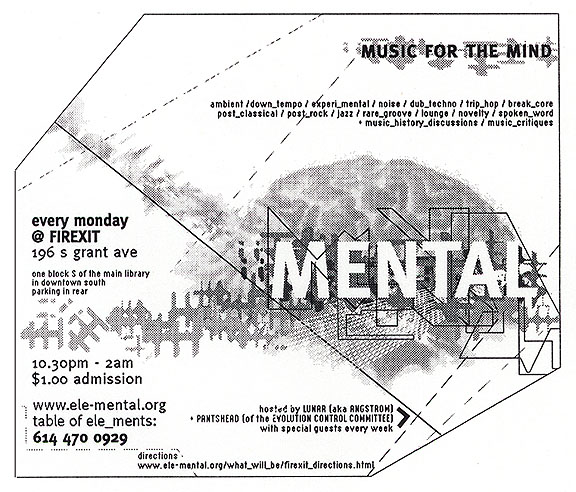 MUSIC FOR THE MIND
ambient /down_tempo / experi_mental / noise / dub_techno / trip_hop / break_core
post_classical / post_rock / jazz / rare_groove / lounge / novelty / spoken_word
+ music_history_discussions / music_critiques
MENTAL
every monday
@ FIREXIT
196 s grant ave
one block S of the main library
in downtown south
parking in rear
10.30pm - 2am
$1.00 admission
www.ele-mental.org
table of ele_ments:
614 470 0929
hosted by LUNAR (aka ANGSTROM)
+ PANTSHEAD (of the EVOLUTION CONTROL COMMITTEE)
with special guests every week
directions
www.ele-mental.org/what_will_be/firexit_directions.html